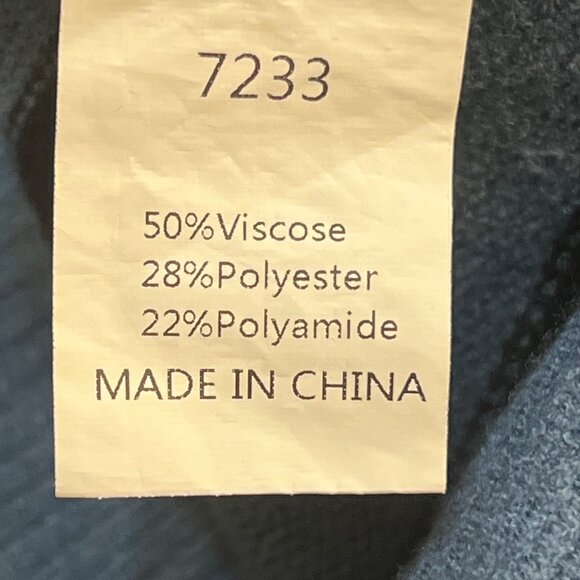 7233
50%Viscose
28%Polyester
22%Polyamide
MADE IN CHINA